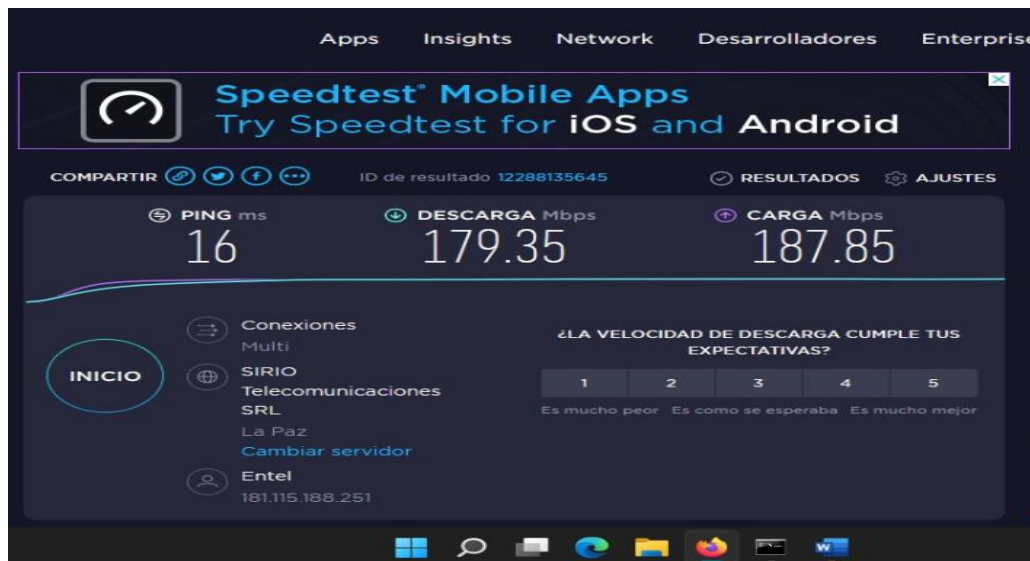 Apps Insights Network Desarrolladores Enterprise
Speedtest® Mobile Apps
Try Speedtest for iOS and Android
COMPARTIR ID de resultado 12288135645 RESULTADOS AJUSTES
PING ms DESCARGA Mbps CARGA Mbps
16 179.35 187.85
INICIO
Conexiones
Multi
SIRIO
Telecomunicaciones
SRL
La Paz
Cambiar servidor
Entel
181.115.188.251
¿LA VELOCIDAD DE DESCARGA CUMPLE TUS
EXPECTATIVAS?
1 2 3 4 5
Es mucho peor Es como se esperaba Es mucho mejor